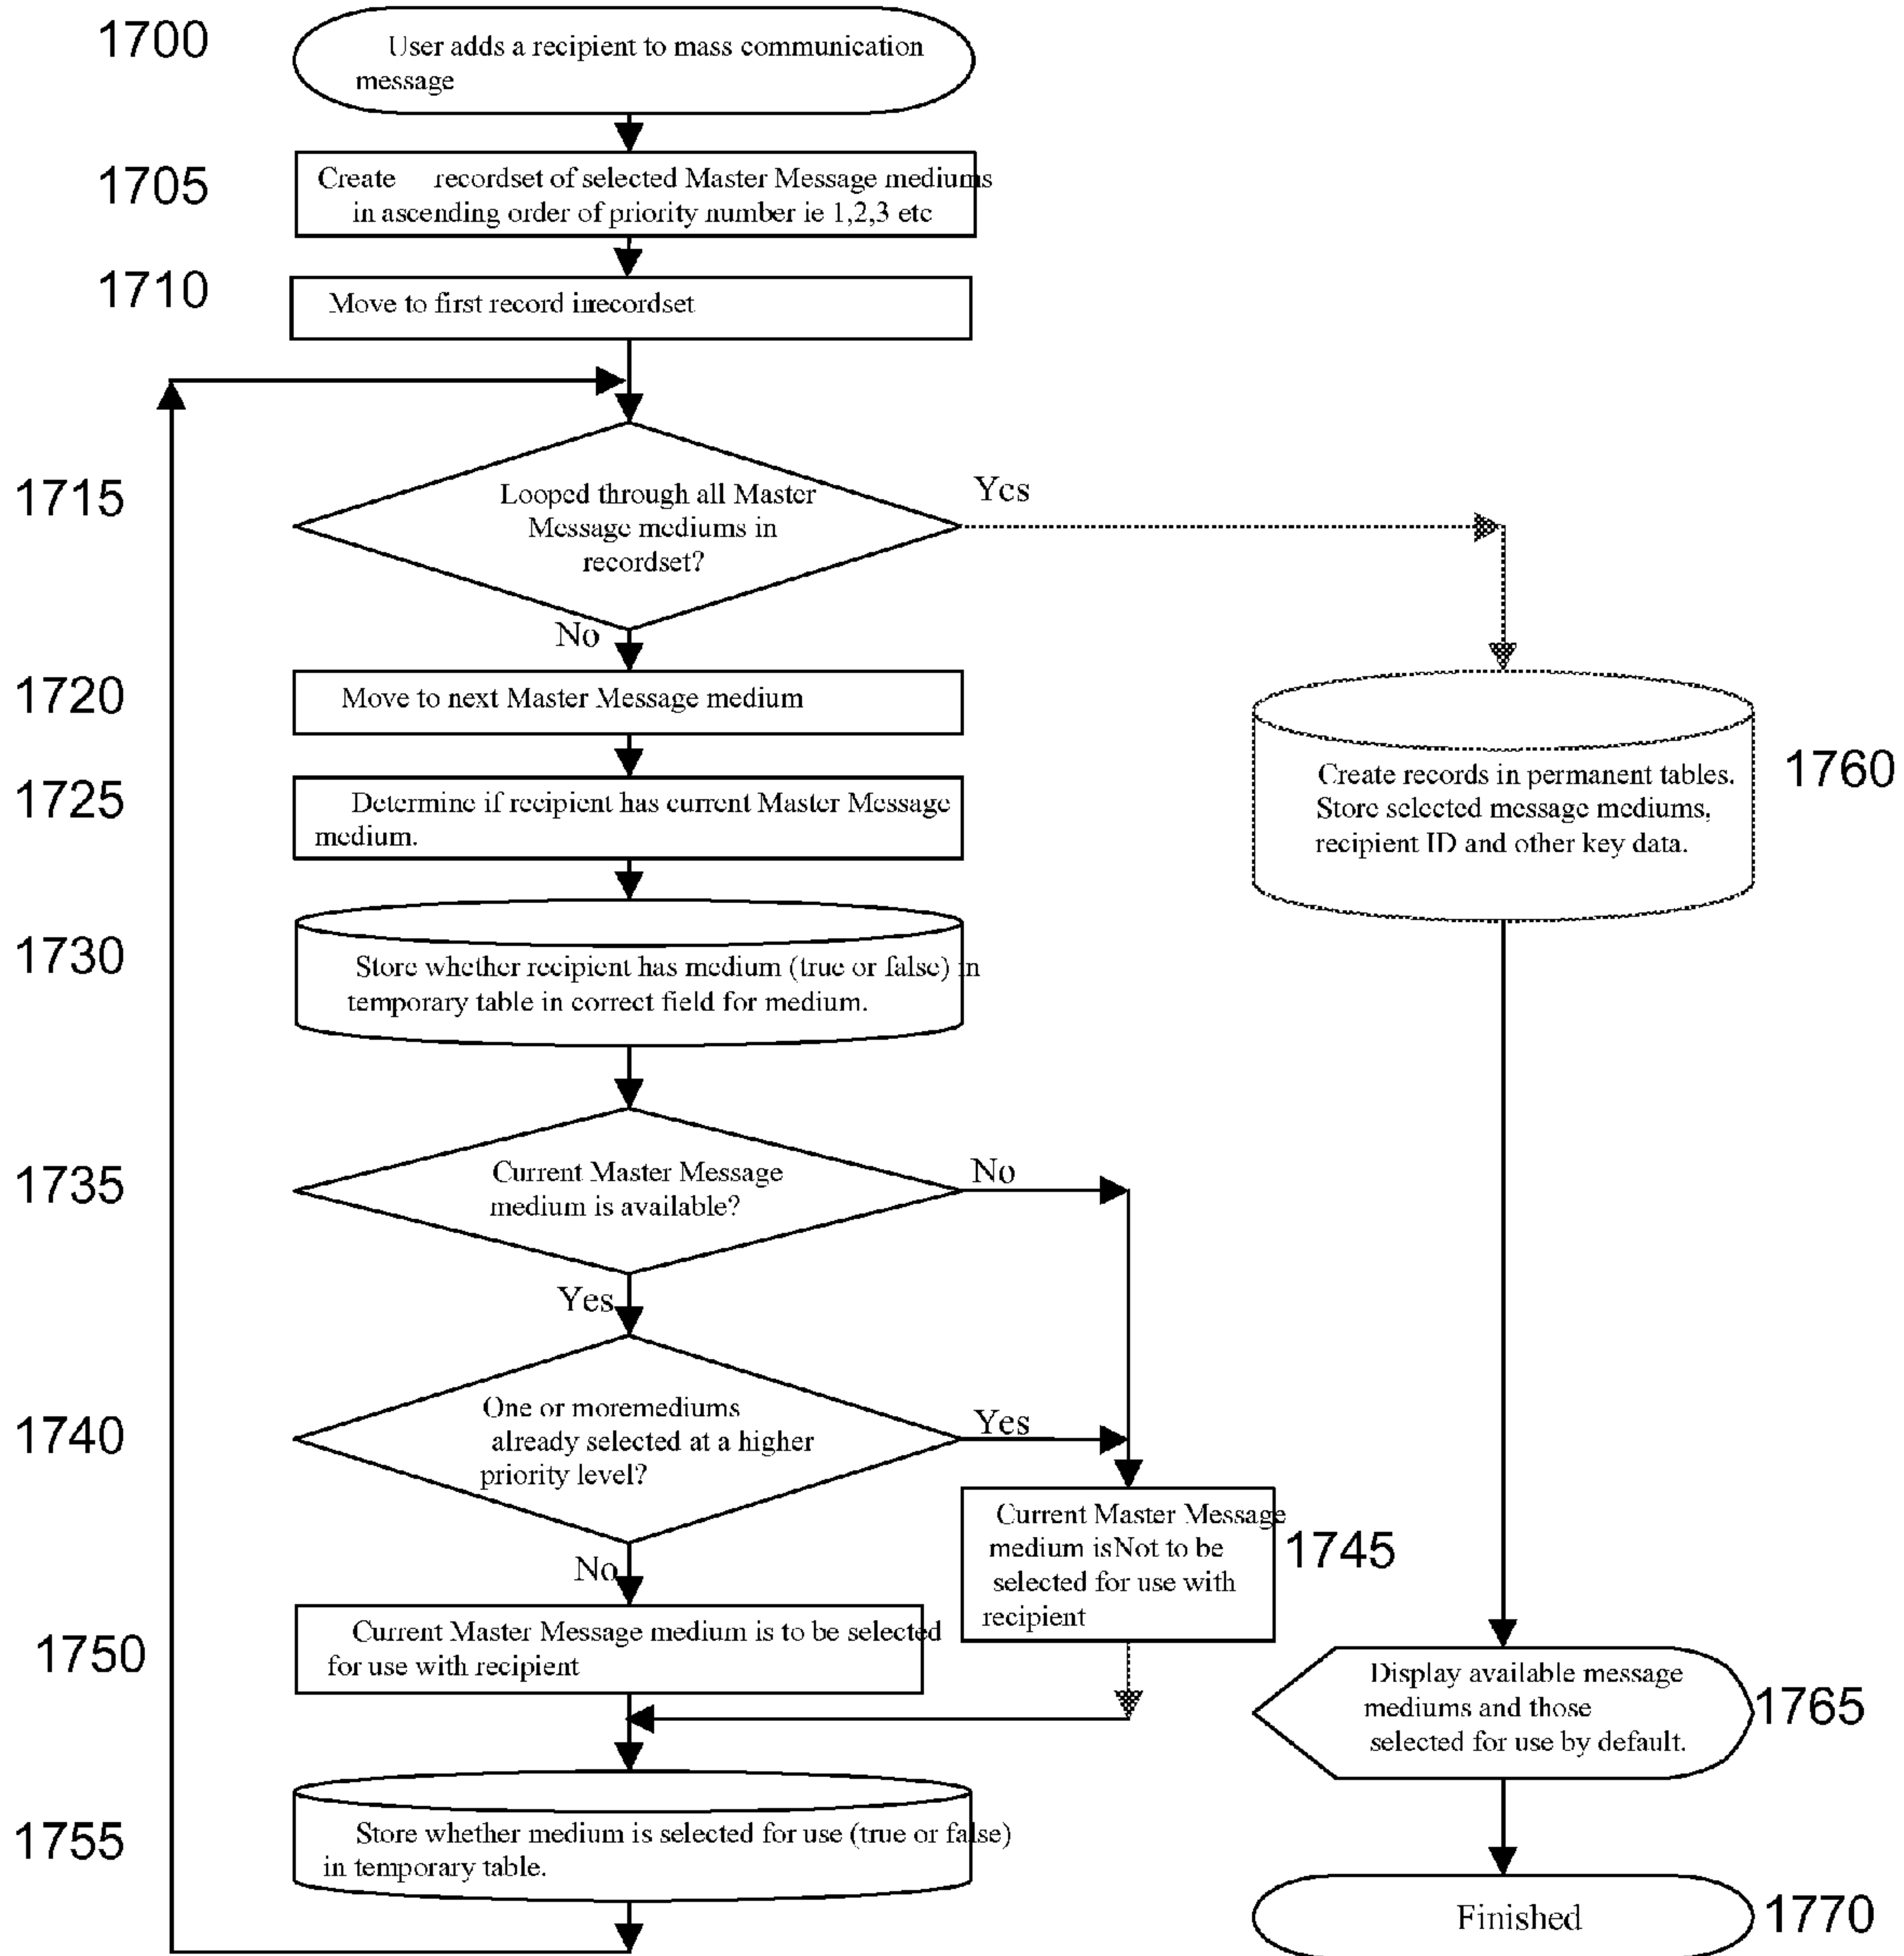 1700
User adds a recipient to mass communication
message
1705
Create recordset of selected Master Message mediums
in ascending order of priority number ie 1,2,3 etc
1710
Move to first record inrecordset
1715
Looped through all Master
Message mediums in
recordset?
Yes
No
1720
Move to next Master Message medium
1725
Determine if recipient has current Master Message
medium.
1760
Create records in permanent tables.
Store selected message mediums,
recipient ID and other key data.
1730
Store whether recipient has medium (true or false) in
temporary table in correct field for medium.
1735
Current Master Message
medium is available?
No
Yes
1740
One or moremediums
already selected at a higher
priority level?
Yes
No
1745
Current Master Message
medium isNot to be
selected for use with
recipient
1750
Current Master Message medium is to be selected
for use with recipient
1765
Display available message
mediums and those
selected for use by default.
1755
Store whether medium is selected for use (true or false)
in temporary table.
Finished
1770